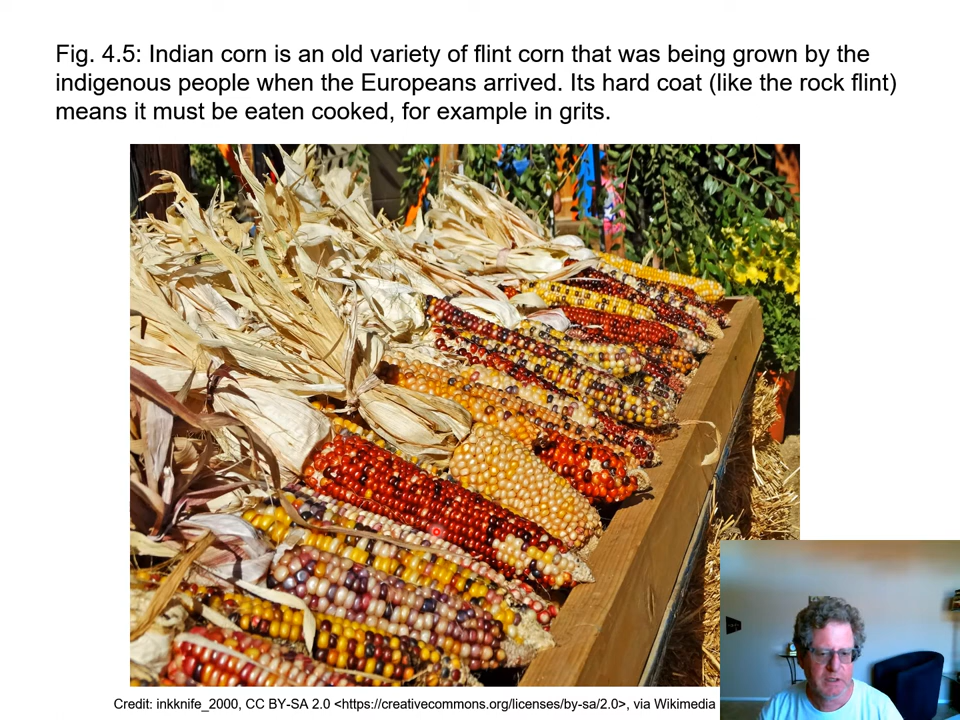 Fig. 4.5: Indian corn is an old variety of flint corn that was being grown by the
indigenous people when the Europeans arrived. Its hard coat (like the rock flint)
means it must be eaten cooked, for example in grits.
Credit: inkknife_2000, CC BY-SA 2.0 <https://creativecommons.org/licenses/by-sa/2.0>, via Wikimedia